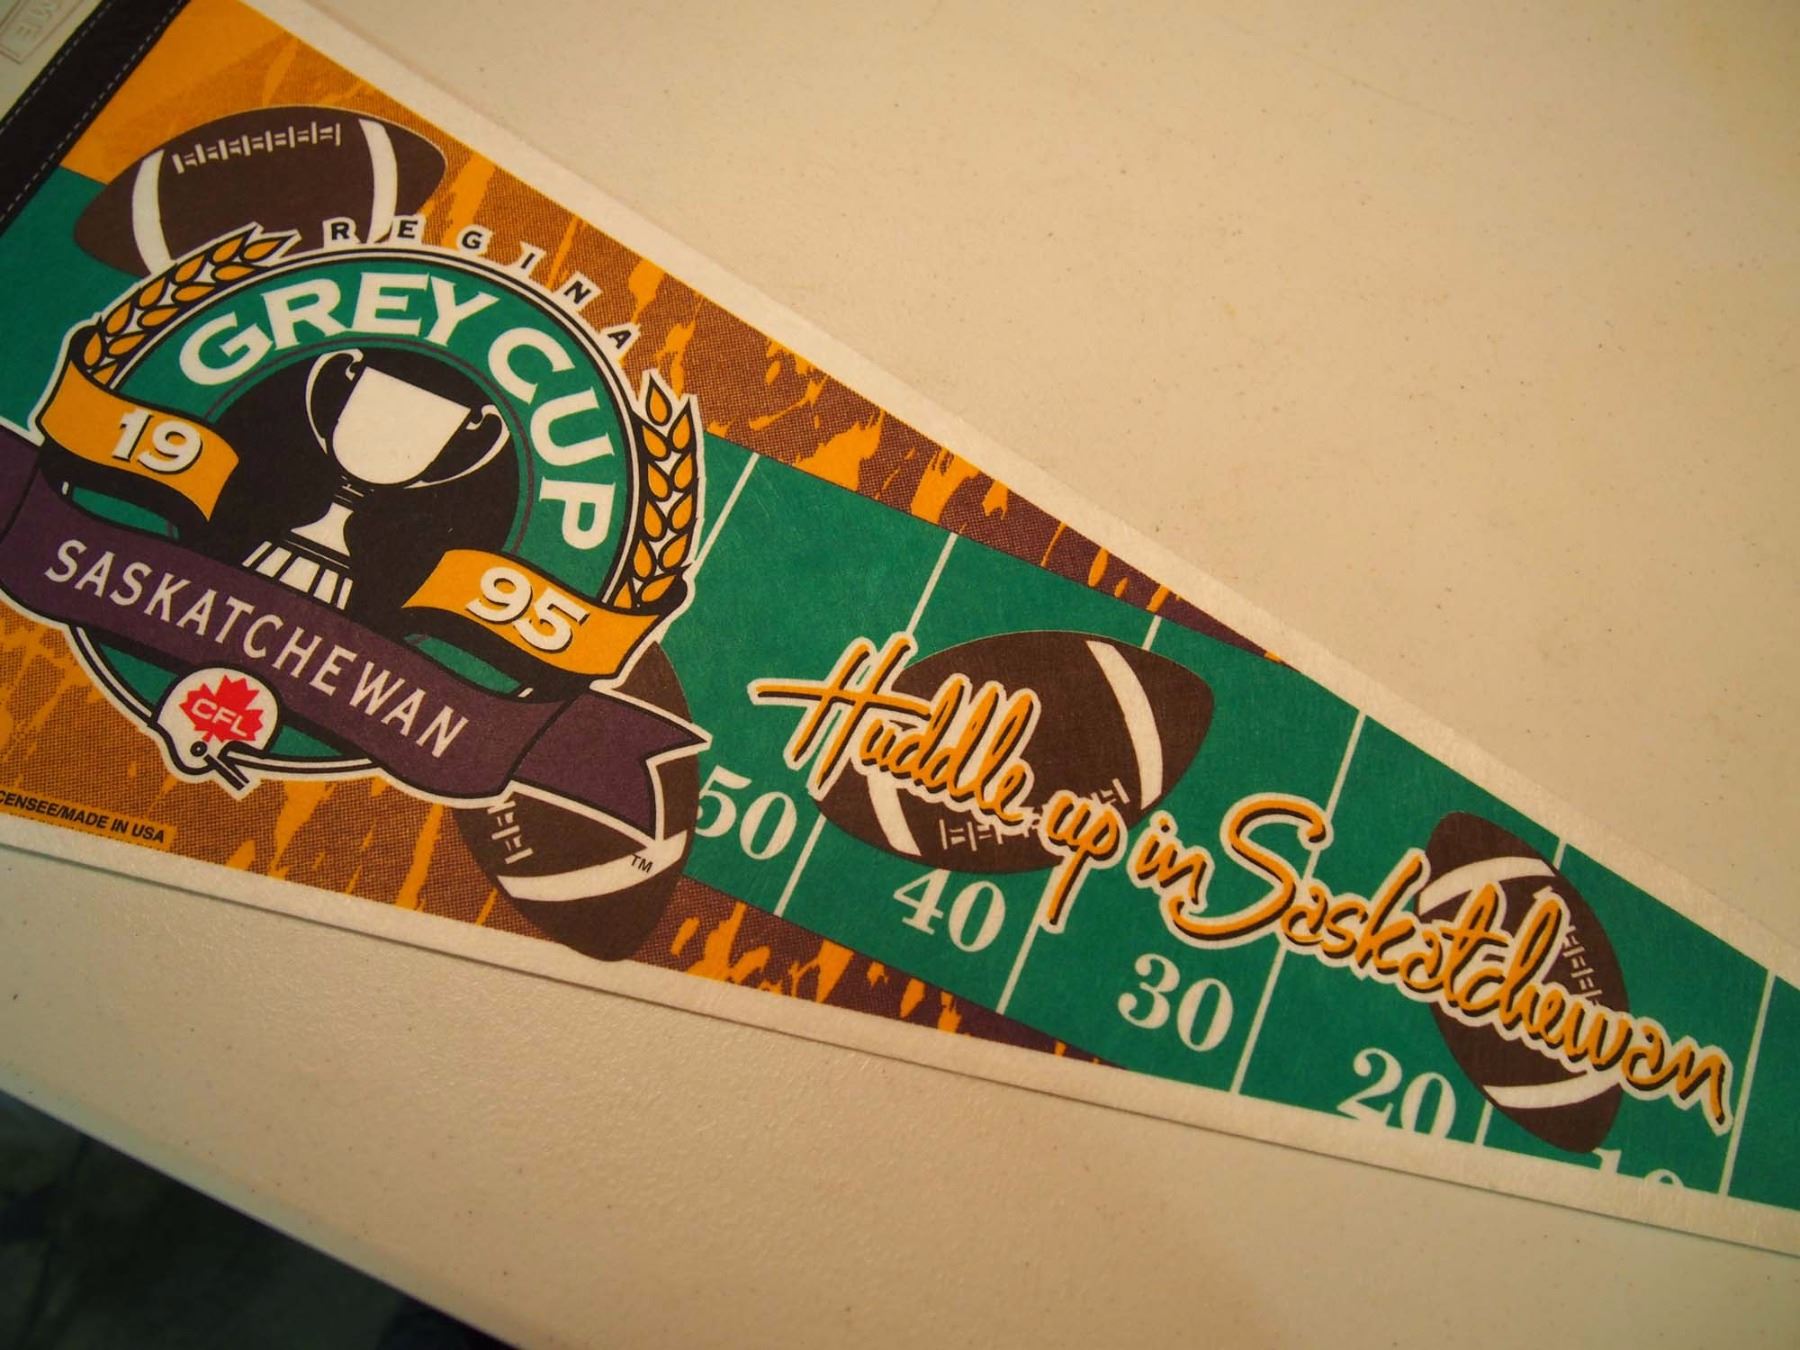 REGINA
GREY CUP
19 95
SASKATCHEWAN
CFL
CENSEE/MADE IN USA
TM
Huddle up in Saskatchewan
50 40 30 20 10